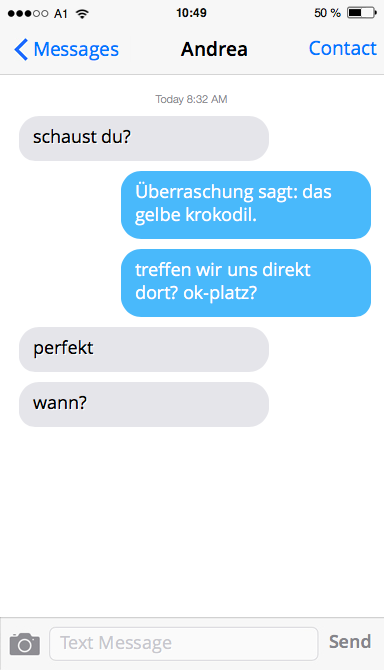 A1 10:49 50 %
Messages Andrea Contact
Today 8:32 AM
schaust du?
Überraschung sagt: das
gelbe krokodil.
treffen wir uns direkt
dort? ok-platz?
perfekt
wann?
Text Message Send